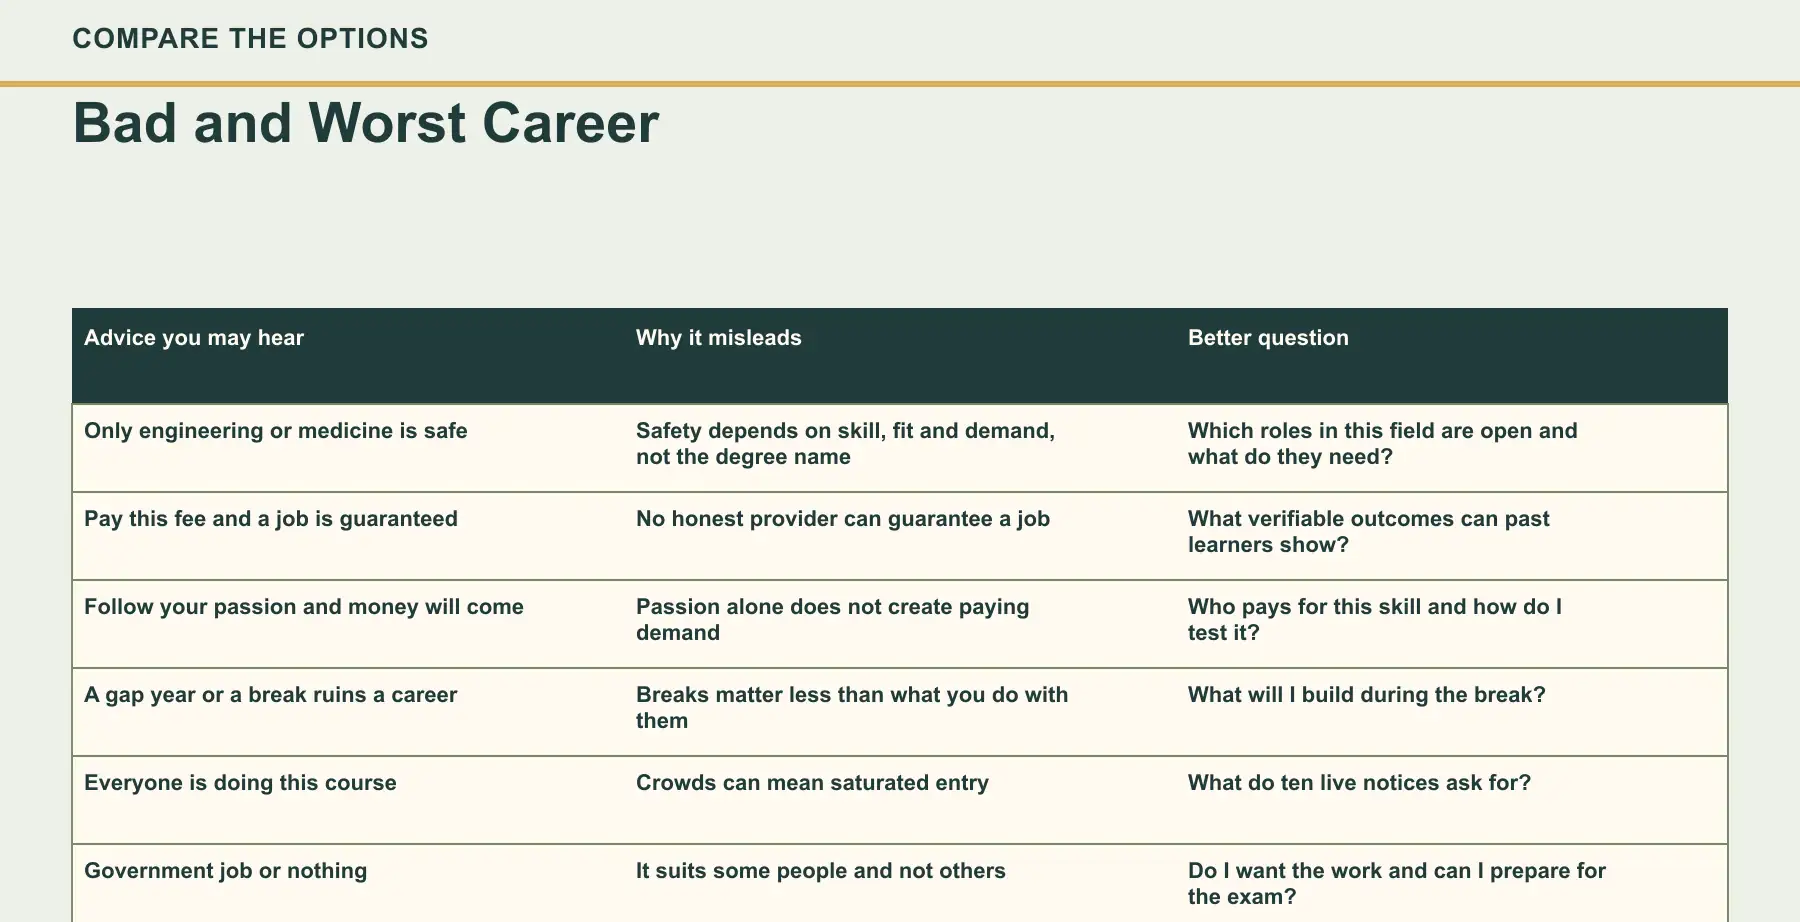 COMPARE THE OPTIONS
Bad and Worst Career
Advice you may hear
Why it misleads
Better question
Only engineering or medicine is safe
Safety depends on skill, fit and demand,
not the degree name
Which roles in this field are open and
what do they need?
Pay this fee and a job is guaranteed
No honest provider can guarantee a job
What verifiable outcomes can past
learners show?
Follow your passion and money will come
Passion alone does not create paying
demand
Who pays for this skill and how do I
test it?
A gap year or a break ruins a career
Breaks matter less than what you do with
them
What will I build during the break?
Everyone is doing this course
Crowds can mean saturated entry
What do ten live notices ask for?
Government job or nothing
It suits some people and not others
Do I want the work and can I prepare for
the exam?